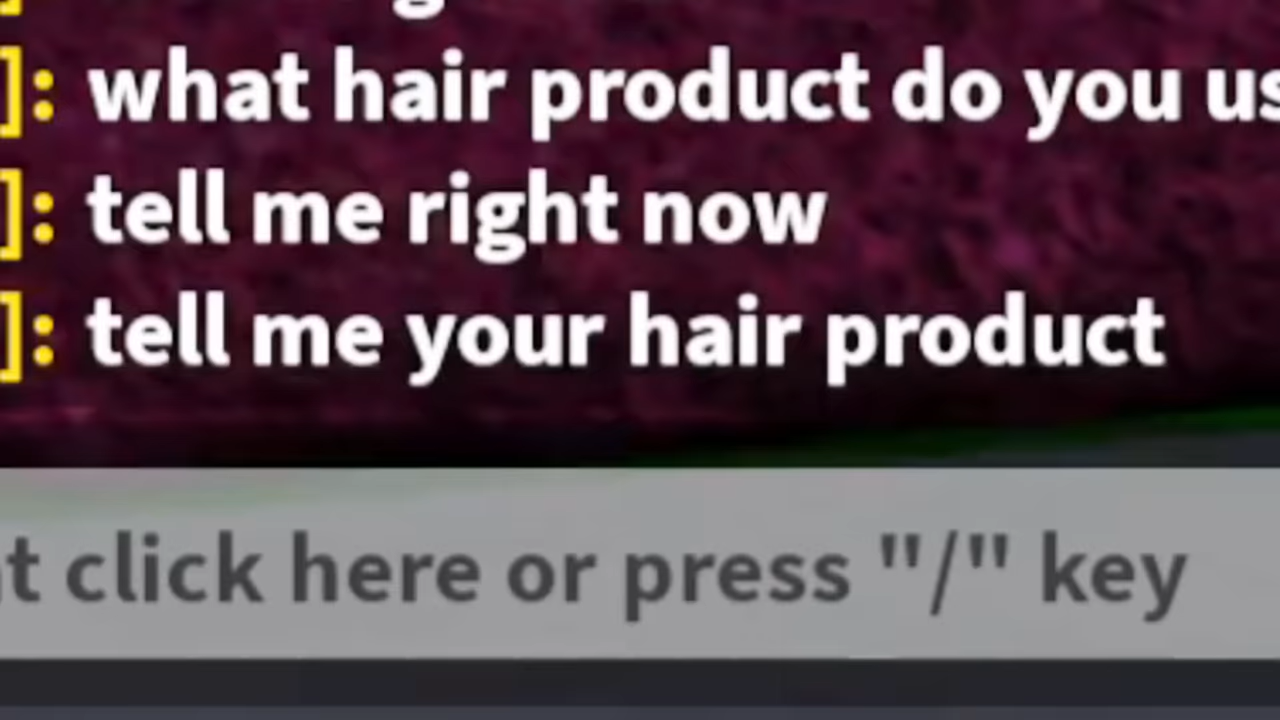 ]: what hair product do you us
]: tell me right now
]: tell me your hair product
click here or press "/" key